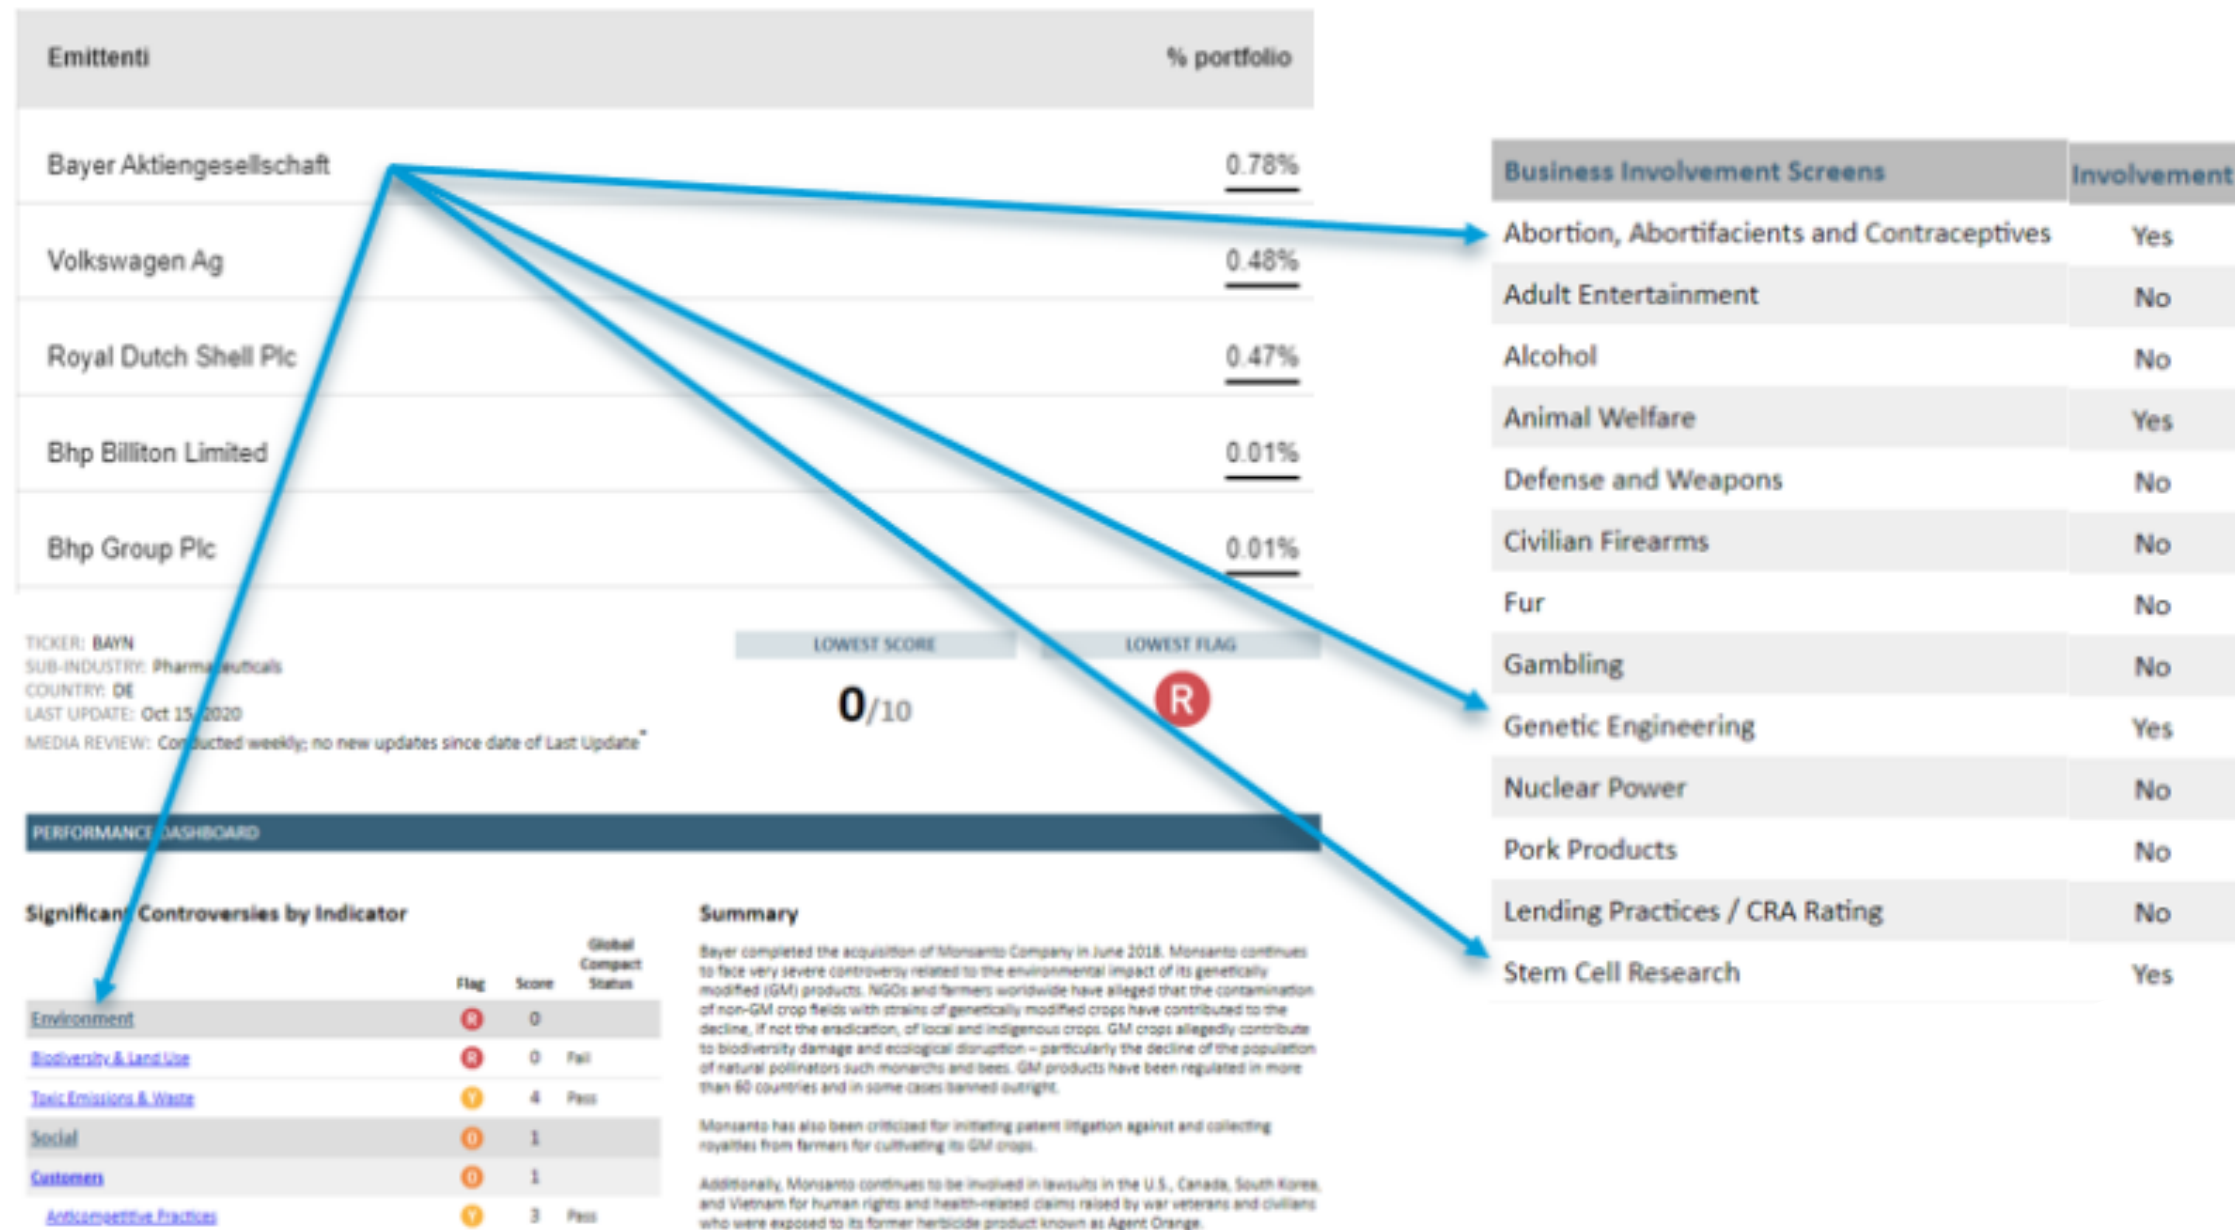 Emittenti % portfolio
Bayer Aktiengesellschaft 0.78%
Volkswagen Ag 0.48%
Royal Dutch Shell Plc 0.47%
Bhp Billiton Limited 0.01%
Bhp Group Plc 0.01%
TICKER: BAYN
SUB-INDUSTRY: Pharmaceuticals
COUNTRY: DE
LAST UPDATE: Oct 15, 2020
MEDIA REVIEW: Conducted weekly; no new updates since date of Last Update*
LOWEST SCORE
0/10
LOWEST FLAG
R
PERFORMANCE DASHBOARD
Significant Controversies by Indicator
Flag Score Global Compact Status
Environment R 0
Biodiversity & Land Use R 0 Fail
Toxic Emissions & Waste Y 4 Pass
Social O 1
Customers O 1
Anticompetitive Practices Y 3 Pass
Summary
Bayer completed the acquisition of Monsanto Company in June 2018. Monsanto continues
to face very severe controversy related to the environmental impact of its genetically
modified (GM) products. NGOs and farmers worldwide have alleged that the contamination
of non-GM crop fields with strains of genetically modified crops have contributed to the
decline, if not the eradication, of local and indigenous crops. GM crops allegedly contribute
to biodiversity damage and ecological disruption – particularly the decline of the population
of natural pollinators such monarchs and bees. GM products have been regulated in more
than 60 countries and in some cases banned outright.
Monsanto has also been criticized for initiating patent litigation against and collecting
royalties from farmers for cultivating its GM crops.
Additionally, Monsanto continues to be involved in lawsuits in the U.S., Canada, South Korea,
and Vietnam for human rights and health-related claims raised by war veterans and civilians
who were exposed to its former herbicide product known as Agent Orange.
Business Involvement Screens Involvement
Abortion, Abortifacients and Contraceptives Yes
Adult Entertainment No
Alcohol No
Animal Welfare Yes
Defense and Weapons No
Civilian Firearms No
Fur No
Gambling No
Genetic Engineering Yes
Nuclear Power No
Pork Products No
Lending Practices / CRA Rating No
Stem Cell Research Yes